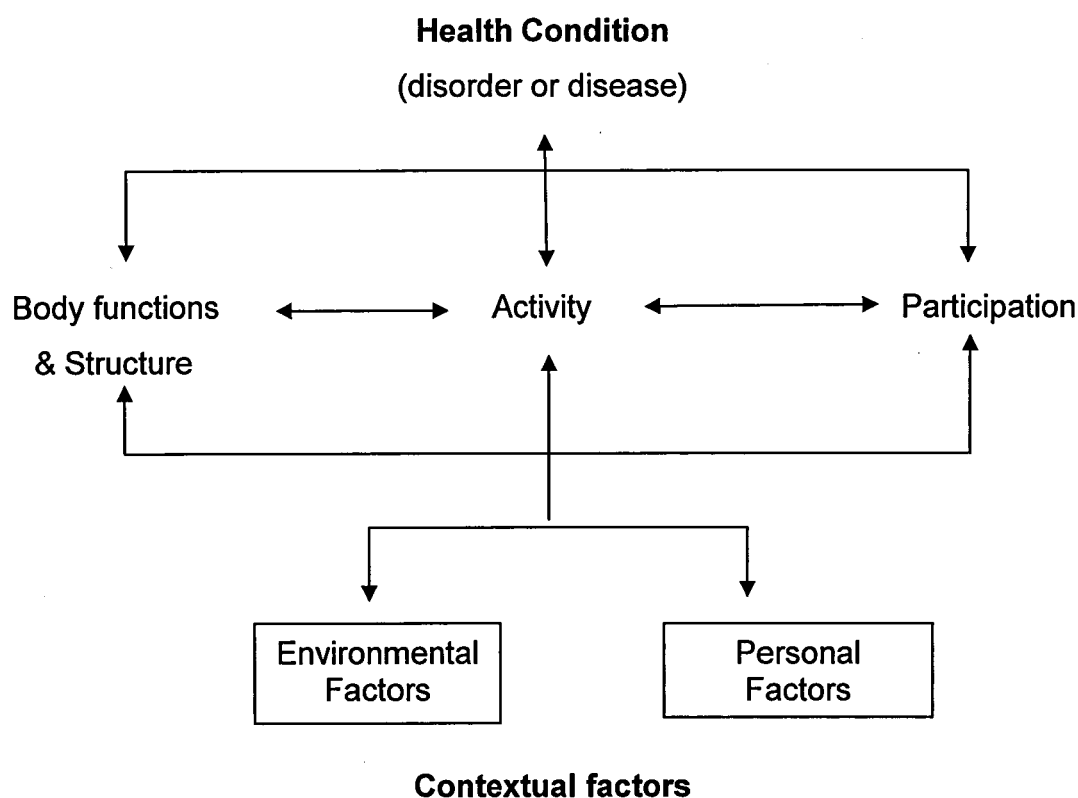 Health Condition
(disorder or disease)
Body functions
& Structure
Activity
Participation
Environmental
Factors
Personal
Factors
Contextual factors